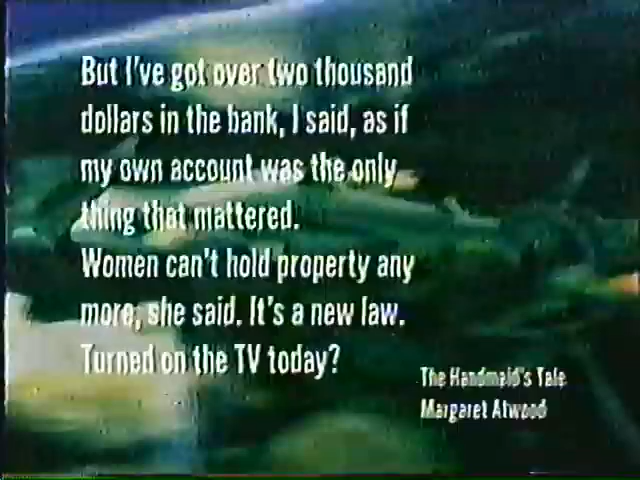 But I've got over two thousand
dollars in the bank, I said, as if
my own account was the only
thing that mattered.
Women can't hold property any
more, she said. It's a new law.
Turned on the TV today?
The Handmaid's Tale
Margaret Atwood